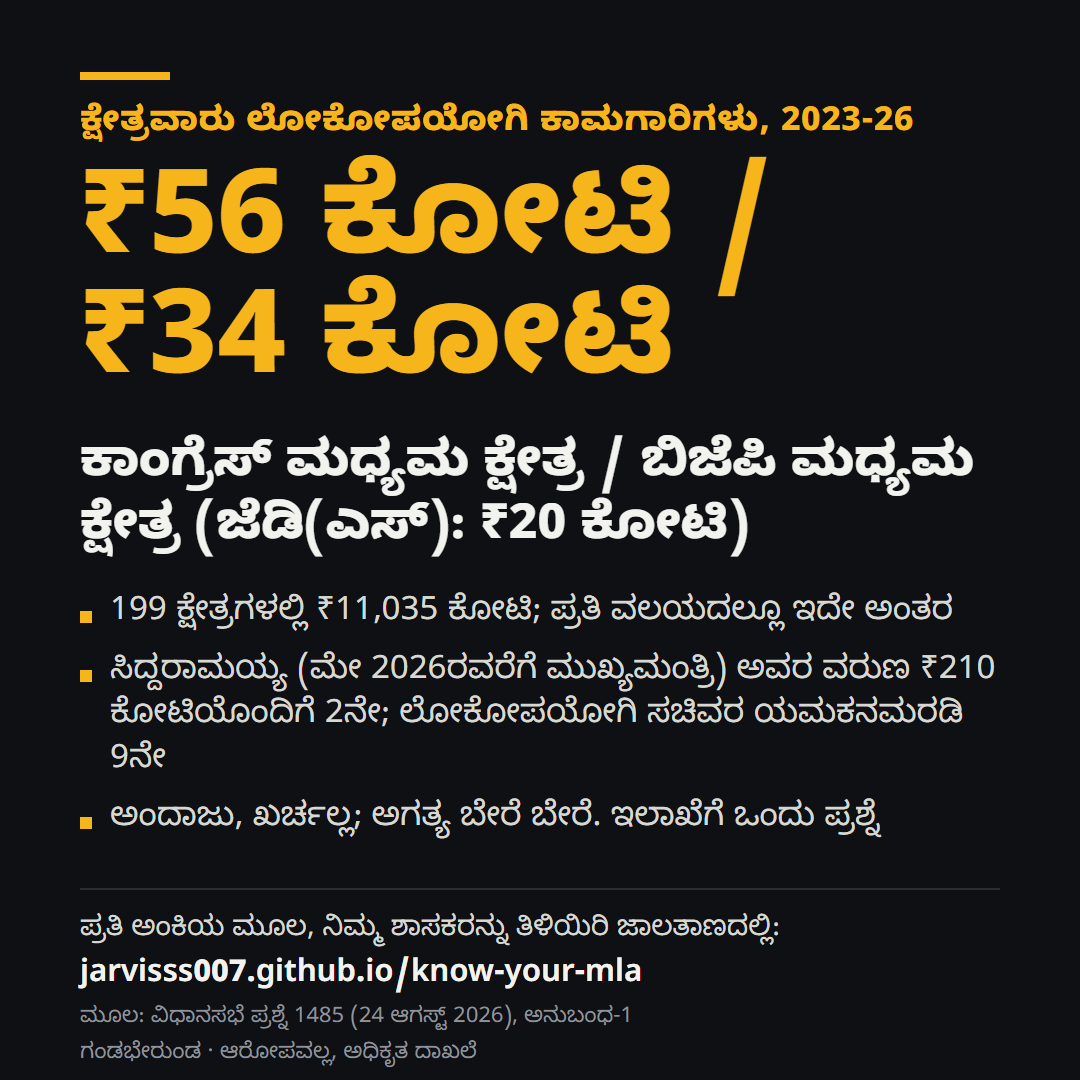 ಕ್ಷೇತ್ರವಾರು ಲೋಕೋಪಯೋಗಿ ಕಾಮಗಾರಿಗಳು, 2023-26
₹56 ಕೋಟಿ /
₹34 ಕೋಟಿ
ಕಾಂಗ್ರೆಸ್ ಮಧ್ಯಮ ಕ್ಷೇತ್ರ / ಬಿಜೆಪಿ ಮಧ್ಯಮ
ಕ್ಷೇತ್ರ (ಜೆಡಿ(ಎಸ್): ₹20 ಕೋಟಿ)
199 ಕ್ಷೇತ್ರಗಳಲ್ಲಿ ₹11,035 ಕೋಟಿ; ಪ್ರತಿ ವಲಯದಲ್ಲೂ ಇದೇ ಅಂತರ
ಸಿದ್ದರಾಮಯ್ಯ (ಮೇ 2026ರವರೆಗೆ ಮುಖ್ಯಮಂತ್ರಿ) ಅವರ ವರುಣ ₹210
ಕೋಟಿಯೊಂದಿಗೆ 2ನೇ; ಲೋಕೋಪಯೋಗಿ ಸಚಿವರ ಯಮಕನಮರಡಿ
9ನೇ
ಅಂದಾಜು, ಖರ್ಚಲ್ಲ; ಅಗತ್ಯ ಬೇರೆ ಬೇರೆ. ಇಲಾಖೆಗೆ ಒಂದು ಪ್ರಶ್ನೆ
ಪ್ರತಿ ಅಂಕಿಯ ಮೂಲ, ನಿಮ್ಮ ಶಾಸಕರನ್ನು ತಿಳಿಯಿರಿ ಜಾಲತಾಣದಲ್ಲಿ:
jarvisss007.github.io/know-your-mla
ಮೂಲ: ವಿಧಾನಸಭೆ ಪ್ರಶ್ನೆ 1485 (24 ಆಗಸ್ಟ್ 2026), ಅನುಬಂಧ-1
ಗಂಡಭೇರುಂಡ · ಆರೋಪವಲ್ಲ, ಅಧಿಕೃತ ದಾಖಲೆ